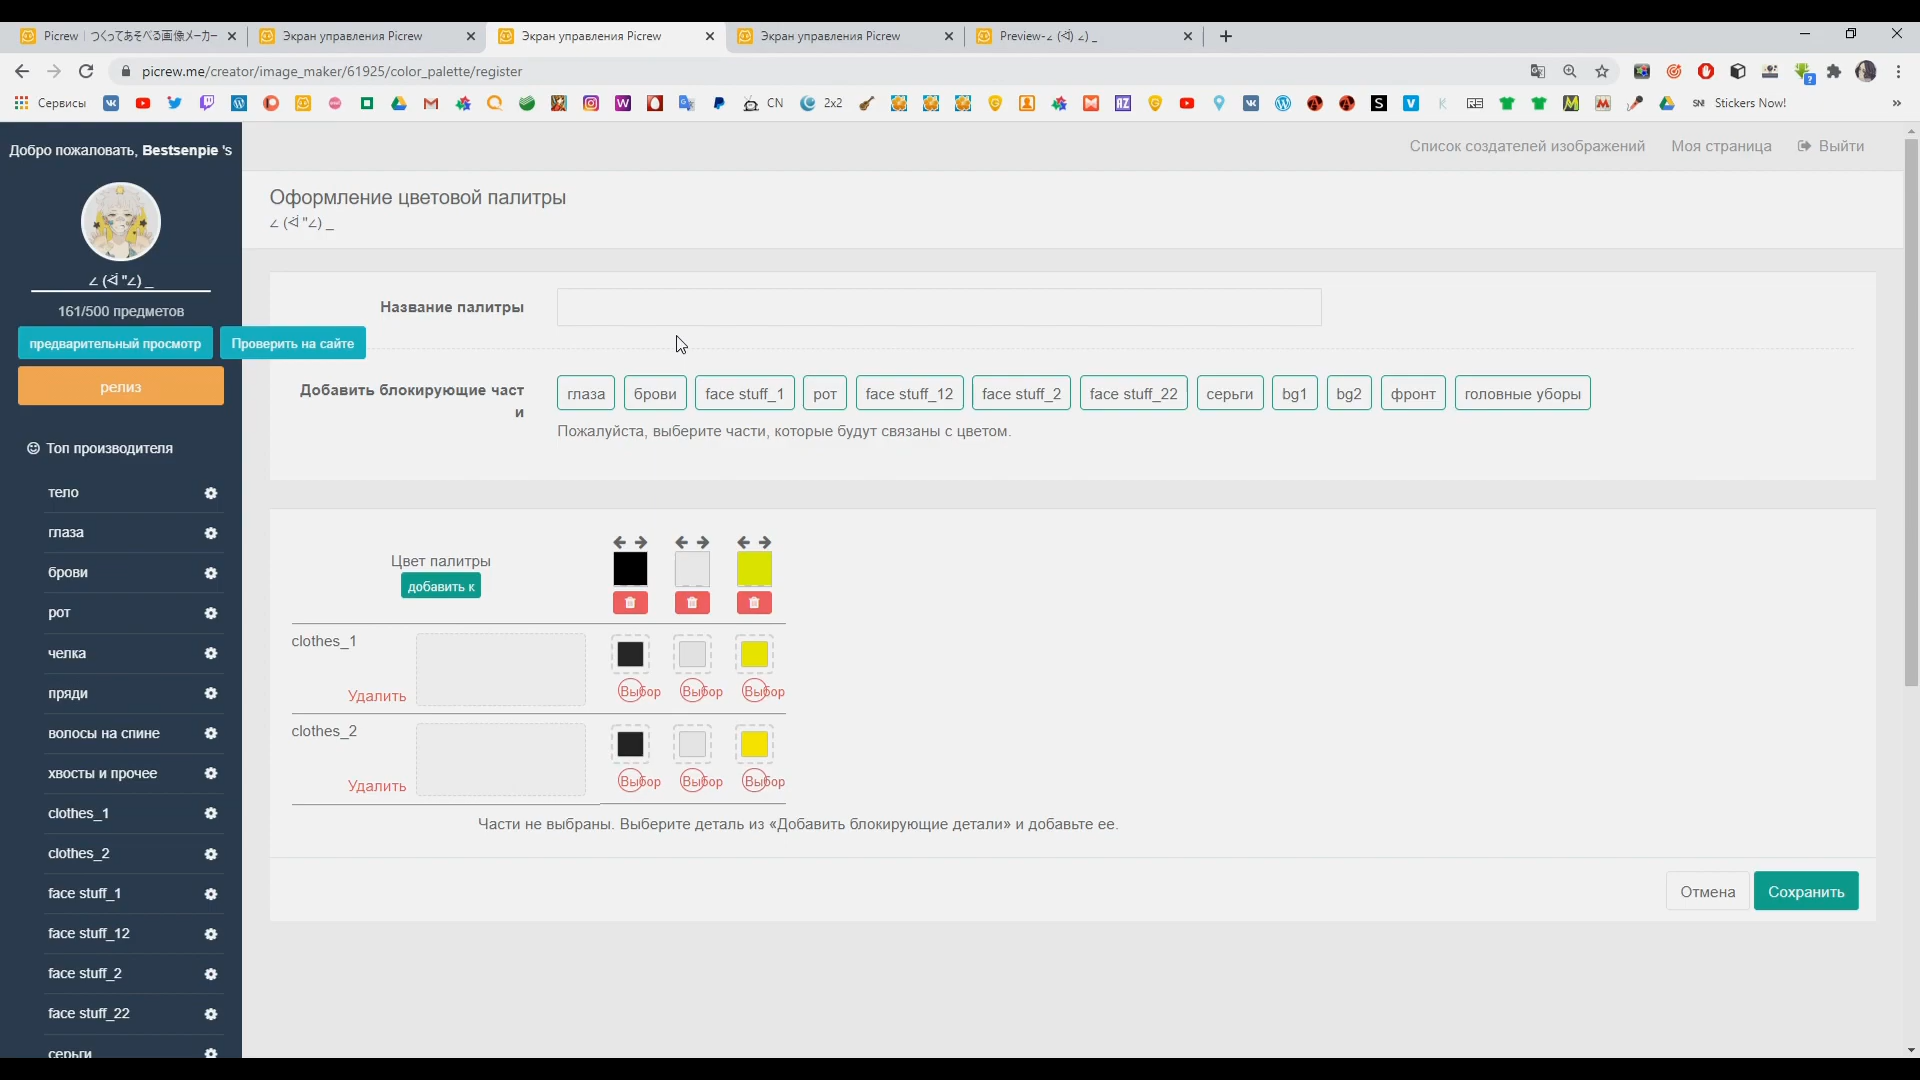 Picrew | つくってあそべる画像メーカー
Экран управления Picrew
Экран управления Picrew
Экран управления Picrew
Preview-∠ (ᐛ) ∠) _
picrew.me/creator/image_maker/61925/color_palette/register
Сервисы
CN
2x2
Stickers Now!
Добро пожаловать, Bestsenpie 's
Список создателей изображений
Моя страница
Выйти
Оформление цветовой палитры
∠ (ᐛ "∠) _
∠ (ᐛ "∠) _
161/500 предметов
предварительный просмотр
Проверить на сайте
релиз
Название палитры
Добавить блокирующие част
и
глаза
брови
face stuff_1
рот
face stuff_12
face stuff_2
face stuff_22
серьги
bg1
bg2
фронт
головные уборы
Пожалуйста, выберите части, которые будут связаны с цветом.
Топ производителя
тело
глаза
брови
рот
челка
пряди
волосы на спине
хвосты и прочее
clothes_1
clothes_2
face stuff_1
face stuff_12
face stuff_2
face stuff_22
серьги
Цвет палитры
добавить к
clothes_1
Удалить
Выбор
Выбор
Выбор
clothes_2
Удалить
Выбор
Выбор
Выбор
Части не выбраны. Выберите деталь из «Добавить блокирующие детали» и добавьте ее.
Отмена
Сохранить